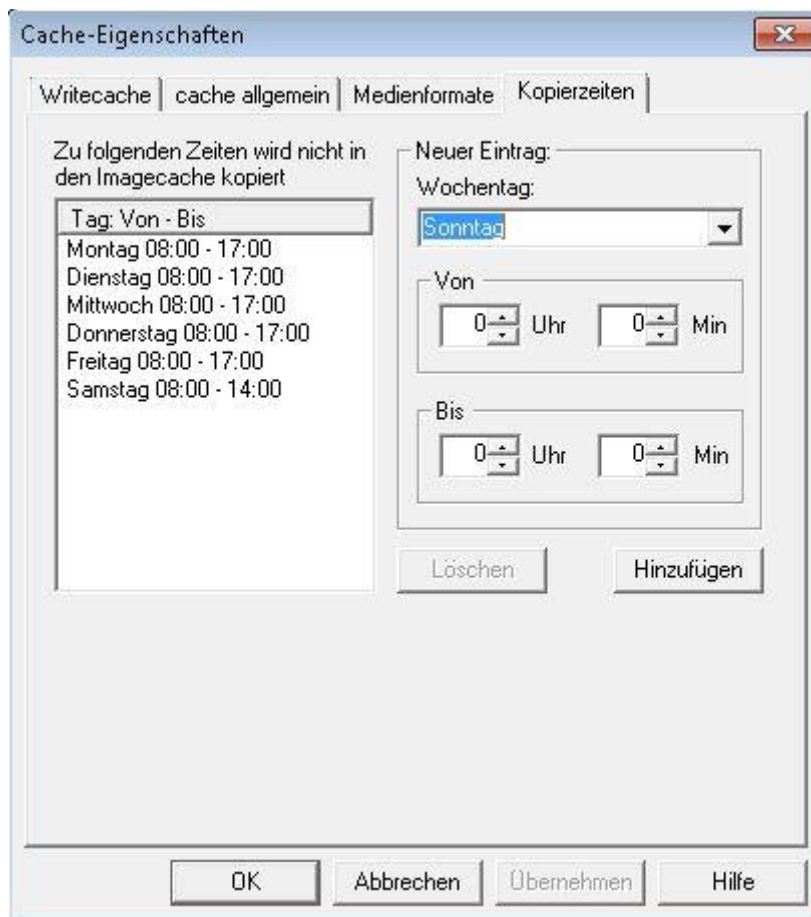 Cache-Eigenschaften
Writecache
cache allgemein
Medienformate
Kopierzeiten
Zu folgenden Zeiten wird nicht in
den Imagecache kopiert
Tag: Von - Bis
Montag 08:00 - 17:00
Dienstag 08:00 - 17:00
Mittwoch 08:00 - 17:00
Donnerstag 08:00 - 17:00
Freitag 08:00 - 17:00
Samstag 08:00 - 14:00
Neuer Eintrag:
Wochentag:
Sonntag
Von
0 Uhr 0 Min
Bis
0 Uhr 0 Min
Löschen
Hinzufügen
OK
Abbrechen
Übernehmen
Hilfe